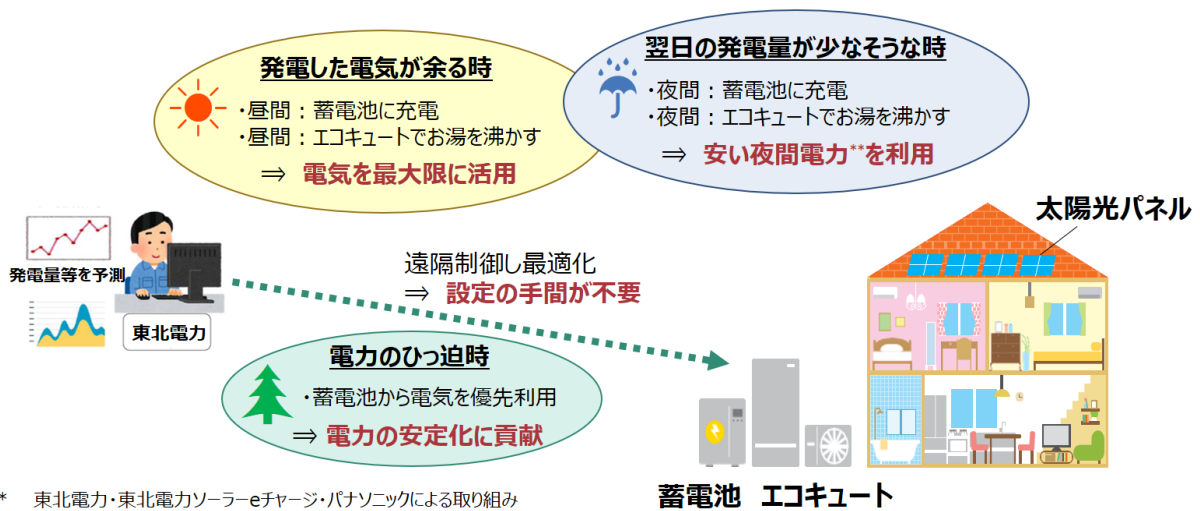 発電した電気が余る時
・昼間：蓄電池に充電
・昼間：エコキュートでお湯を沸かす
⇒ 電気を最大限に活用
翌日の発電量が少なそうな時
・夜間：蓄電池に充電
・夜間：エコキュートでお湯を沸かす
⇒ 安い夜間電力**を利用
太陽光パネル
発電量等を予測
東北電力
遠隔制御し最適化
⇒ 設定の手間が不要
電力のひっ迫時
・蓄電池から電気を優先利用
⇒ 電力の安定化に貢献
蓄電池 エコキュート
* 東北電力・東北電力ソーラーeチャージ・パナソニックによる取り組み